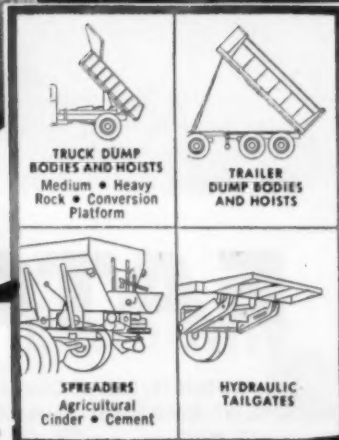 TRUCK DUMP
BODIES AND HOISTS
Medium • Heavy
Rock • Conversion
Platform
TRAILER
DUMP BODIES
AND HOISTS
SPREADERS
Agricultural
Cinder • Cement
HYDRAULIC
TAILGATES